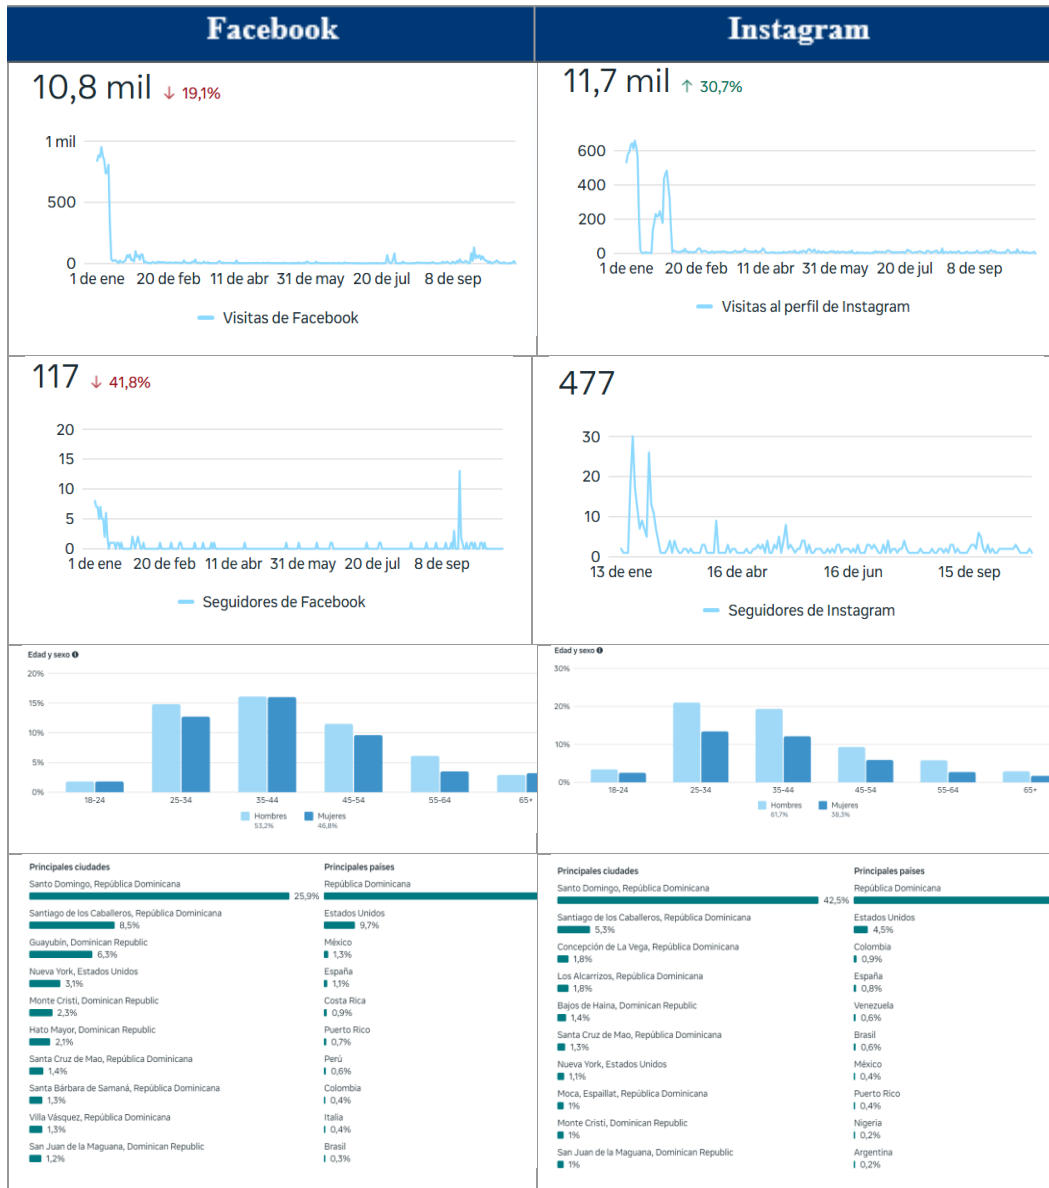 Facebook
Instagram
10,8 mil ↓ 19,1%
1 mil
500
0
1 de ene 20 de feb 11 de abr 31 de may 20 de jul 8 de sep
Visitas de Facebook
11,7 mil ↑ 30,7%
600
400
200
0
1 de ene 20 de feb 11 de abr 31 de may 20 de jul 8 de sep
Visitas al perfil de Instagram
117 ↓ 41,8%
20
15
10
5
0
1 de ene 20 de feb 11 de abr 31 de may 20 de jul 8 de sep
Seguidores de Facebook
477
30
20
10
0
13 de ene 16 de abr 16 de jun 15 de sep
Seguidores de Instagram
Edad y sexo
20%
15%
10%
5%
0%
18-24 25-34 35-44 45-54 55-64 65+
Hombres Mujeres
53,2% 46,8%
Edad y sexo
30%
20%
10%
0%
18-24 25-34 35-44 45-54 55-64 65+
Hombres Mujeres
61,7% 38,3%
Principales ciudades
Santo Domingo, República Dominicana
25,9%
Santiago de los Caballeros, República Dominicana
8,5%
Guayubín, Dominican Republic
6,3%
Nueva York, Estados Unidos
3,1%
Monte Cristi, Dominican Republic
2,3%
Hato Mayor, Dominican Republic
2,1%
Santa Cruz de Mao, República Dominicana
1,4%
Santa Bárbara de Samaná, República Dominicana
1,3%
Villa Vásquez, República Dominicana
1,3%
San Juan de la Maguana, Dominican Republic
1,2%
Principales países
República Dominicana
Estados Unidos
9,7%
México
1,3%
España
1,1%
Costa Rica
0,9%
Puerto Rico
0,7%
Perú
0,6%
Colombia
0,4%
Italia
0,4%
Brasil
0,3%
Principales ciudades
Santo Domingo, República Dominicana
42,5%
Santiago de los Caballeros, República Dominicana
5,3%
Concepción de La Vega, República Dominicana
1,8%
Los Alcarrizos, República Dominicana
1,8%
Bajos de Haina, Dominican Republic
1,4%
Santa Cruz de Mao, República Dominicana
1,3%
Nueva York, Estados Unidos
1,1%
Moca, Espaillat, República Dominicana
1%
Monte Cristi, Dominican Republic
1%
San Juan de la Maguana, Dominican Republic
1%
Principales países
República Dominicana
Estados Unidos
4,5%
Colombia
0,9%
España
0,8%
Venezuela
0,6%
Brasil
0,6%
México
0,4%
Puerto Rico
0,4%
Nigeria
0,2%
Argentina
0,2%